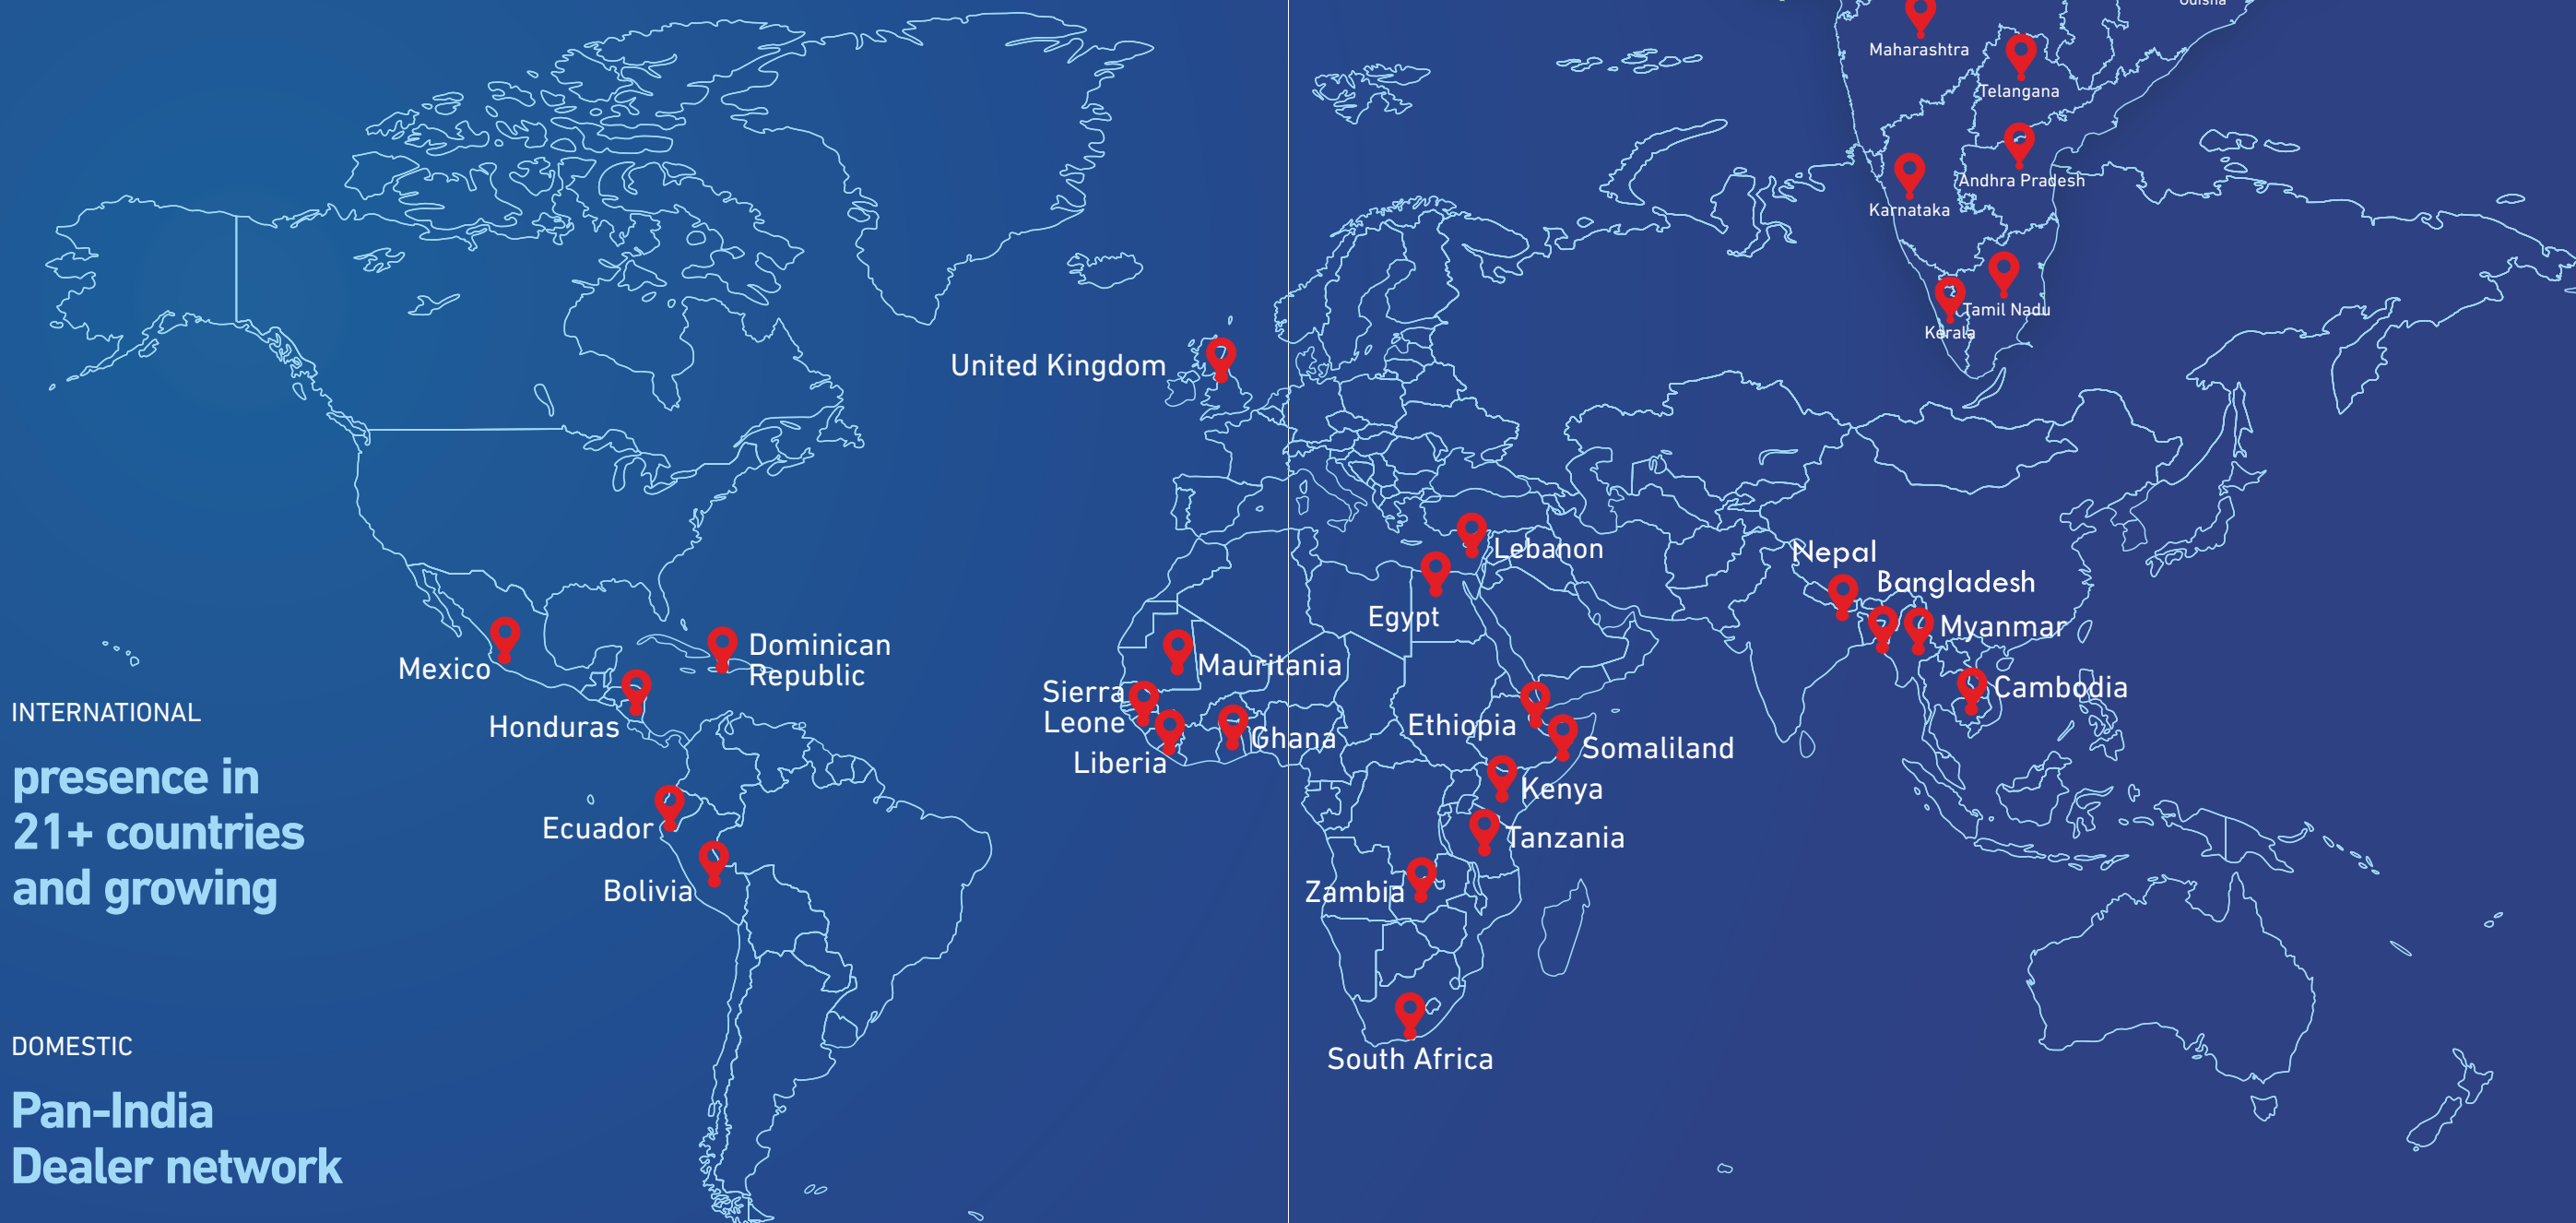 Odisha
Maharashtra
Telangana
Andhra Pradesh
Karnataka
Tamil Nadu
Kerala
United Kingdom
Lebanon
Nepal
Bangladesh
Egypt
Myanmar
Dominican
Republic
Mexico
Mauritania
Cambodia
Sierra
Leone
Honduras
Ghana
Ethiopia
Liberia
Somaliland
Kenya
Ecuador
Tanzania
Bolivia
Zambia
South Africa
INTERNATIONAL
presence in
21+ countries
and growing
DOMESTIC
Pan-India
Dealer network